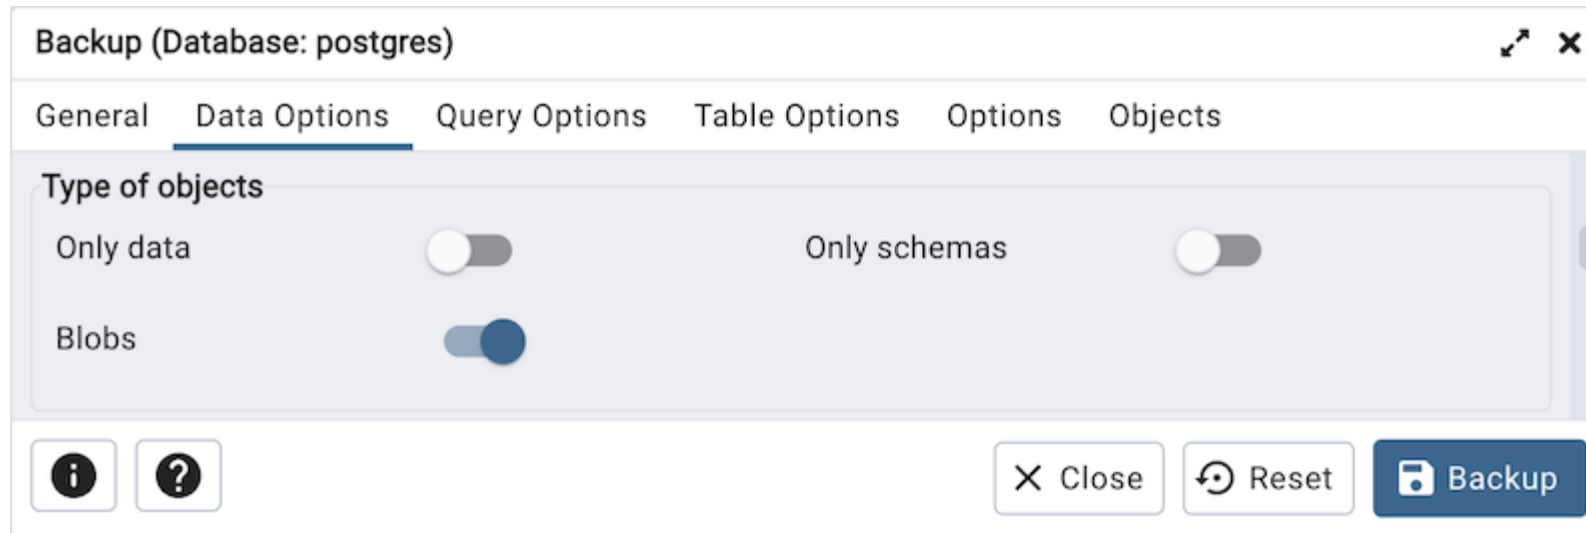 Backup (Database: postgres)
General Data Options Query Options Table Options Options Objects
Type of objects
Only data Only schemas
Blobs
Close Reset Backup